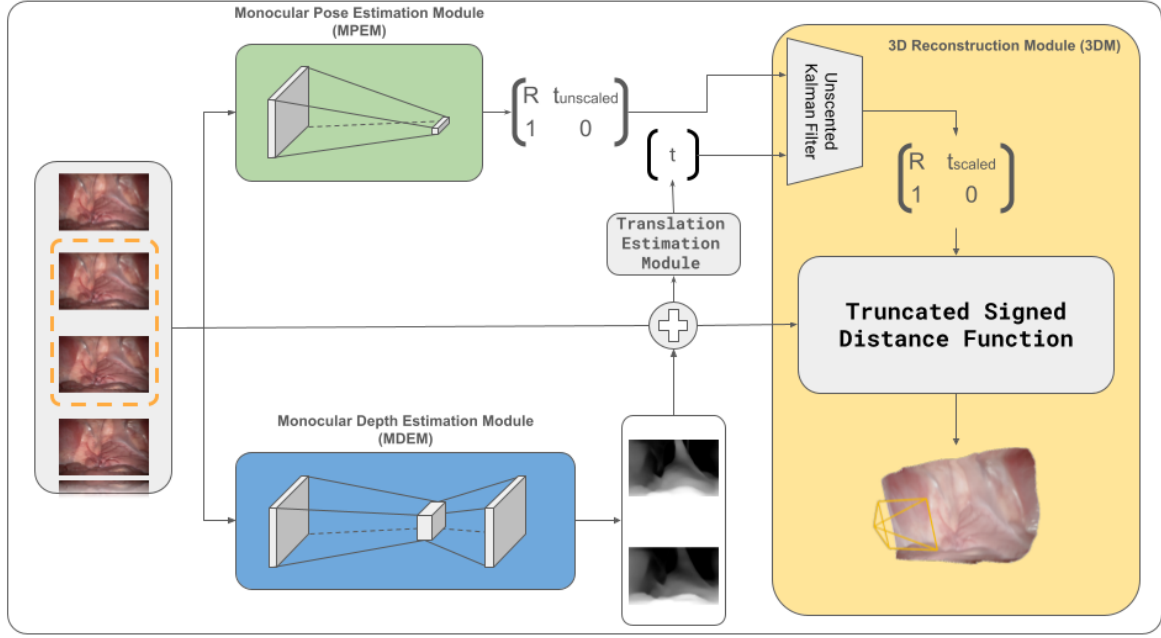 Monocular Pose Estimation Module
(MPEM)
3D Reconstruction Module (3DM)
R tunscaled
1 0
Unscented
Kalman Filter
t
R tscaled
1 0
Translation
Estimation
Module
Truncated Signed
Distance Function
Monocular Depth Estimation Module
(MDEM)